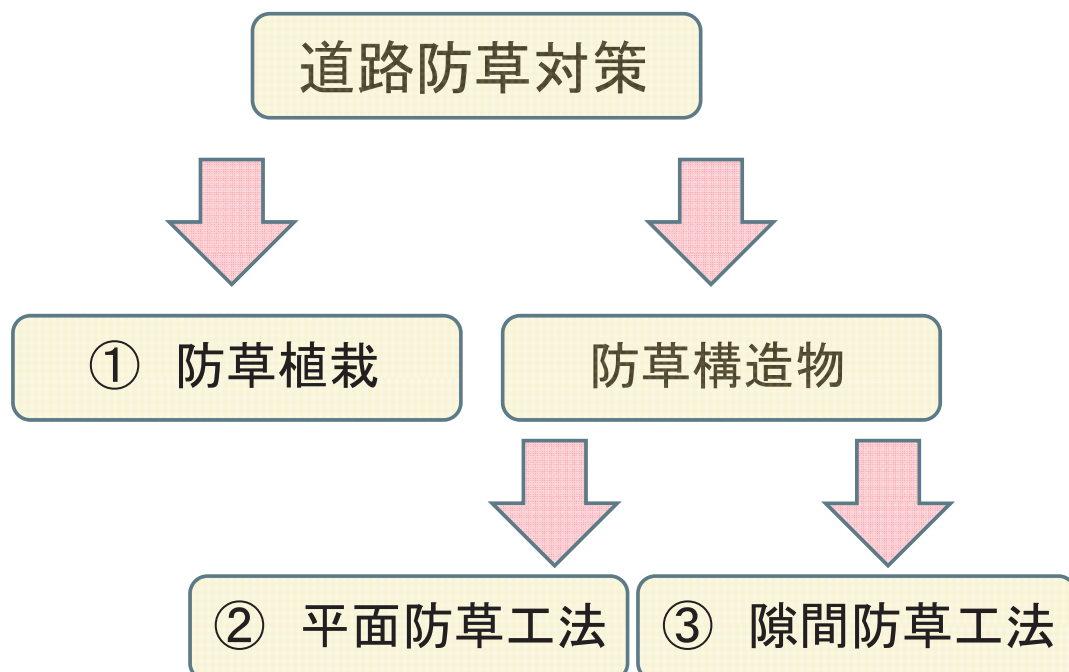 道路防草対策
① 防草植栽
防草構造物
② 平面防草工法
③ 隙間防草工法